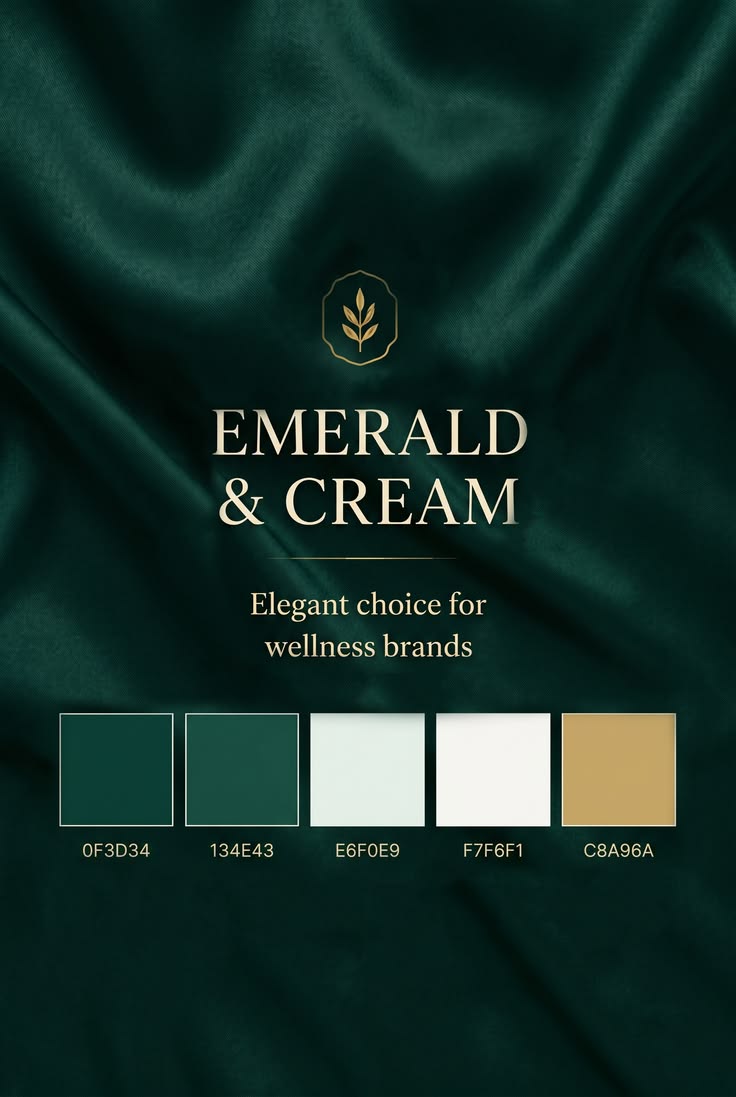 EMERALD
& CREAM
Elegant choice for
wellness brands
0F3D34 134E43 E6F0E9 F7F6F1 C8A96A